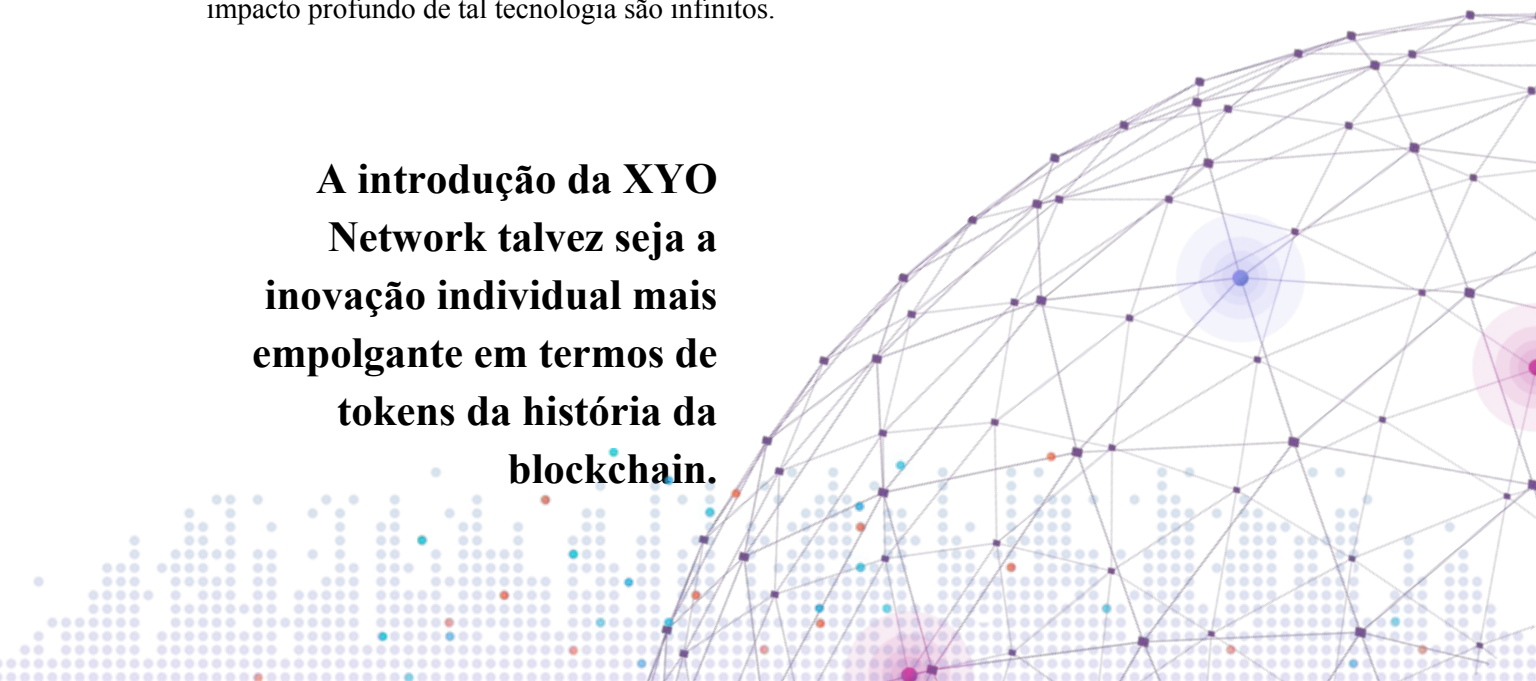 impacto profundo de tal tecnologia são infinitos.
A introdução da XYO
Network talvez seja a
inovação individual mais
empolgante em termos de
tokens da história da
blockchain.